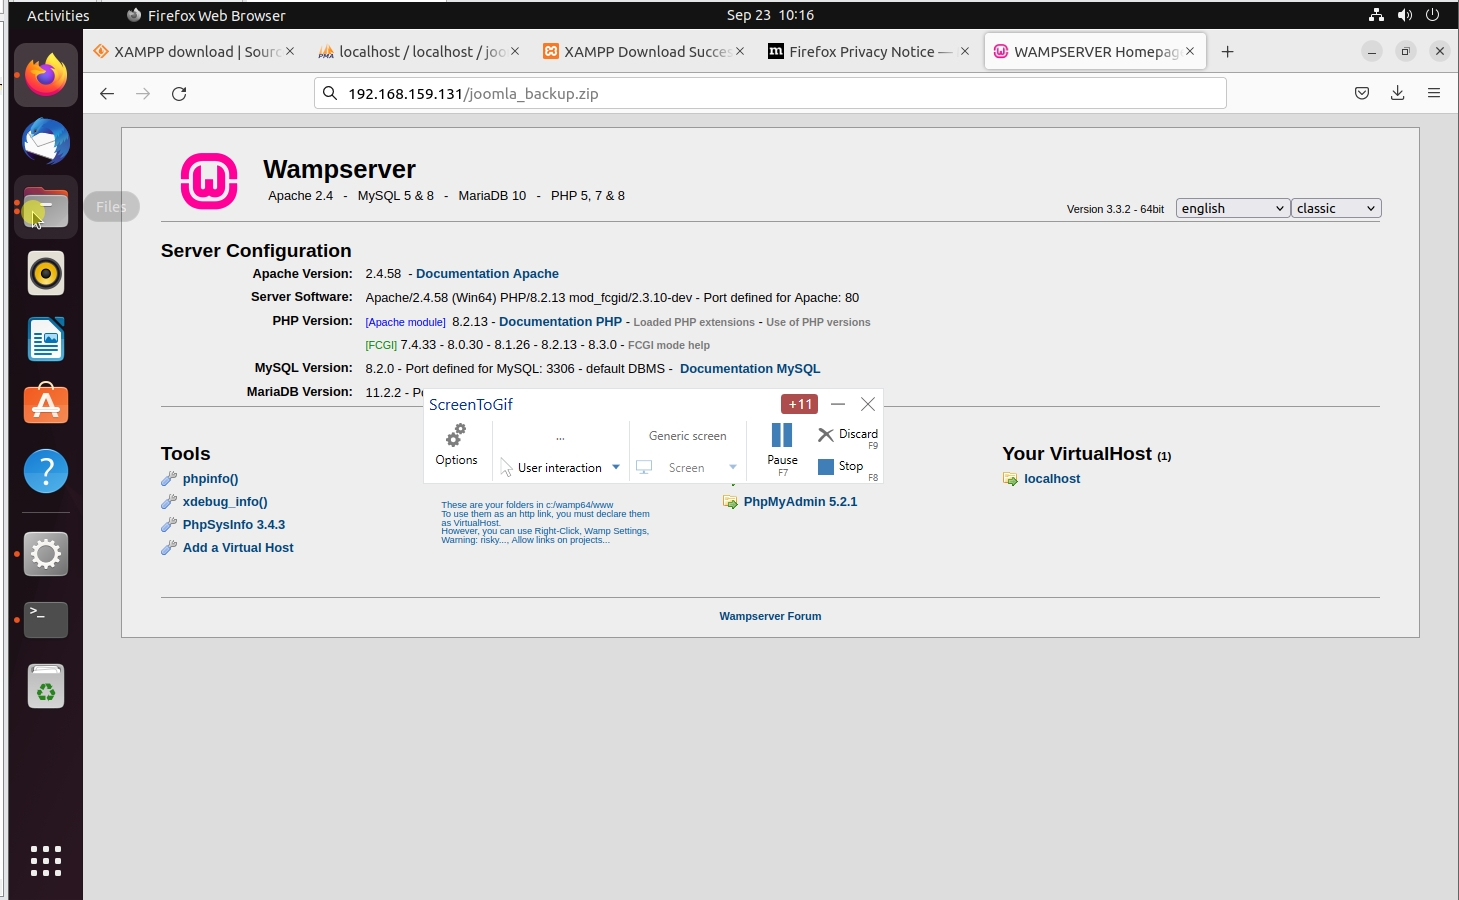 Activities Firefox Web Browser Sep 23 10:16
XAMPP download | Sourc localhost / localhost / joo XAMPP Download Succes Firefox Privacy Notice — WAMPSERVER Homepag
192.168.159.131/joomla_backup.zip
Files
Wampserver
Apache 2.4 - MySQL 5 & 8 - MariaDB 10 - PHP 5, 7 & 8
Version 3.3.2 - 64bit english classic
Server Configuration
Apache Version: 2.4.58 - Documentation Apache
Server Software: Apache/2.4.58 (Win64) PHP/8.2.13 mod_fcgid/2.3.10-dev - Port defined for Apache: 80
PHP Version: [Apache module] 8.2.13 - Documentation PHP - Loaded PHP extensions - Use of PHP versions
[FCGI] 7.4.33 - 8.0.30 - 8.1.26 - 8.2.13 - 8.3.0 - FCGI mode help
MySQL Version: 8.2.0 - Port defined for MySQL: 3306 - default DBMS - Documentation MySQL
MariaDB Version: 11.2.2 -
ScreenToGif +11
Options
...
User interaction
Generic screen
Screen
Pause
F7
Discard
F9
Stop
F8
Tools
phpinfo()
xdebug_info()
PhpSysInfo 3.4.3
Add a Virtual Host
These are your folders in c:/wamp64/www
To use them as an http link, you must declare them
as VirtualHost.
However, you can use Right-Click, Wamp Settings,
Warning: risky..., Allow links on projects...
PhpMyAdmin 5.2.1
Your VirtualHost (1)
localhost
Wampserver Forum